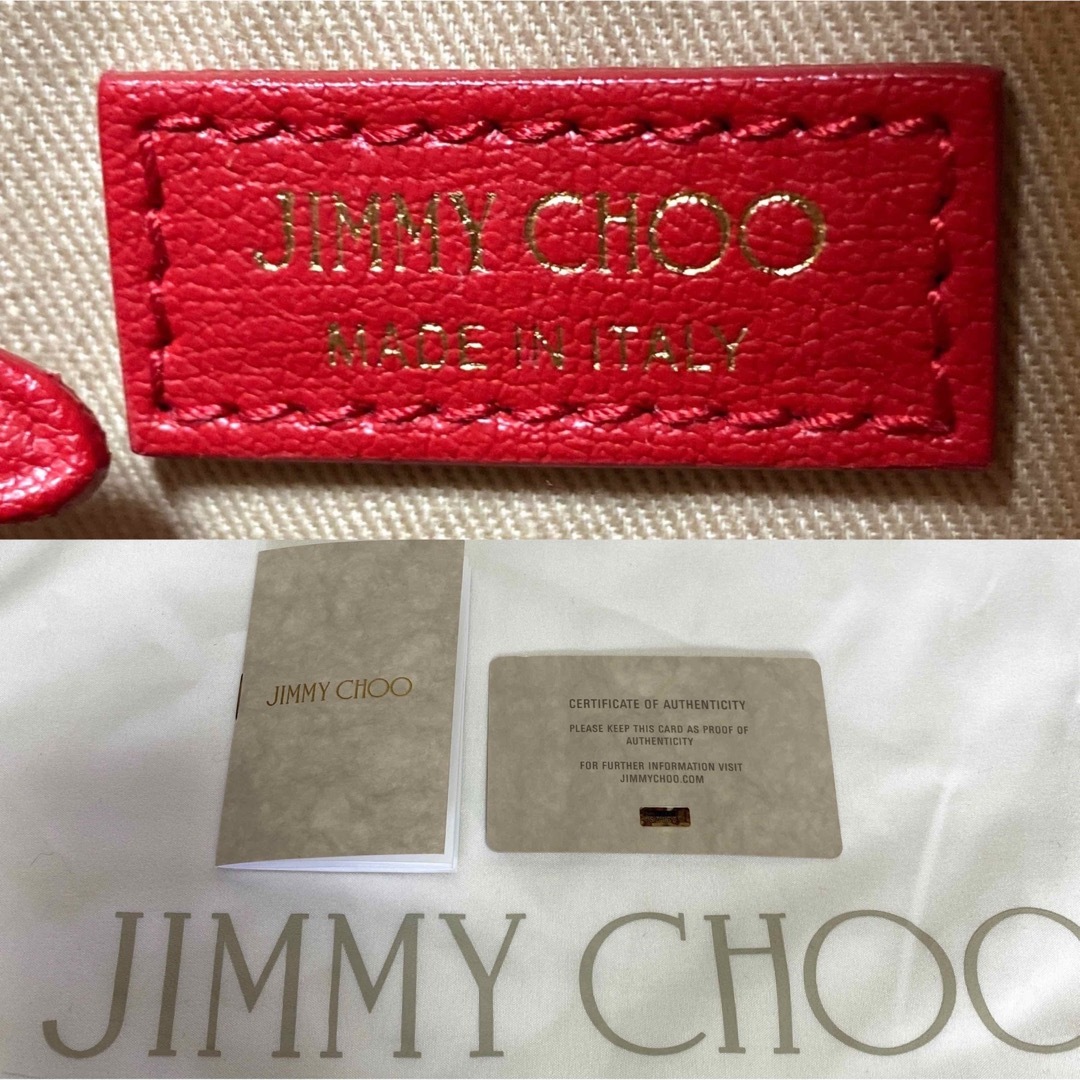 JIMMY CHOO
MADE IN ITALY
JIMMY CHOO
CERTIFICATE OF AUTHENTICITY
PLEASE KEEP THIS CARD AS PROOF OF
AUTHENTICITY
FOR FURTHER INFORMATION VISIT
JIMMYCHOO.COM
JIMMY CHOO